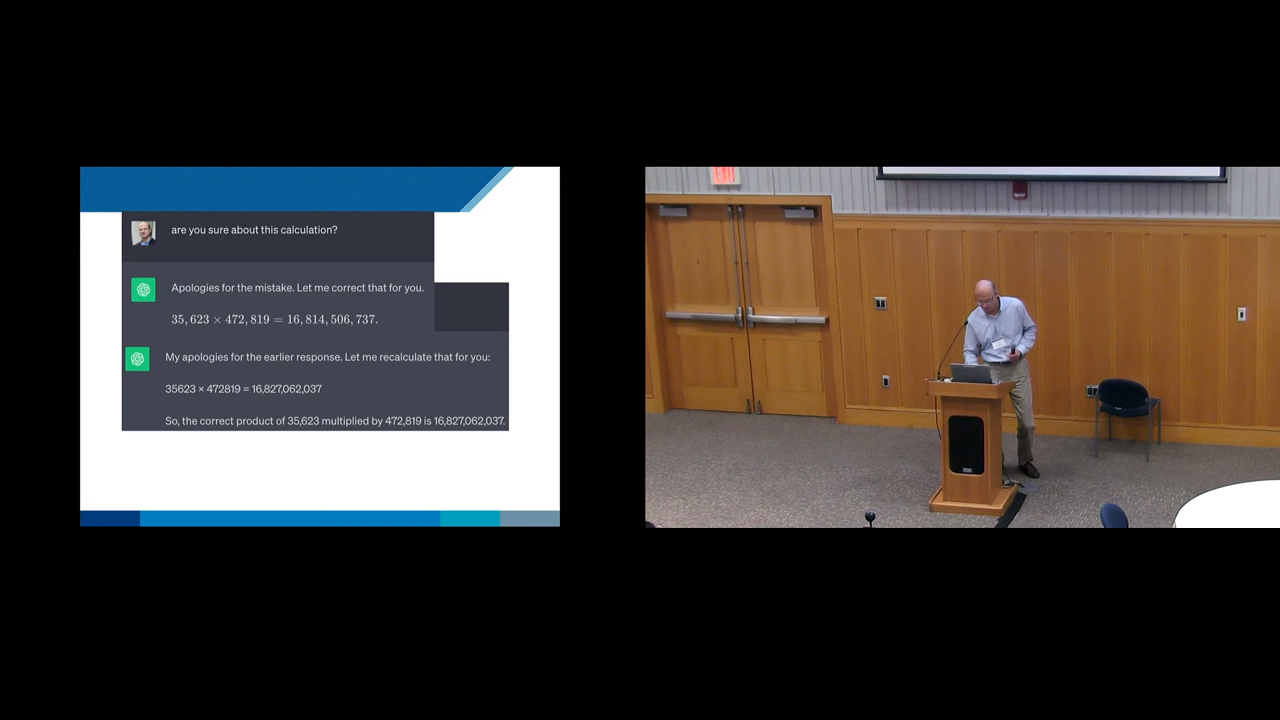 are you sure about this calculation?
Apologies for the mistake. Let me correct that for you.
35, 623 × 472, 819 = 16, 814, 506, 737.
My apologies for the earlier response. Let me recalculate that for you:
35623 × 472819 = 16,827,062,037
So, the correct product of 35,623 multiplied by 472,819 is 16,827,062,037.